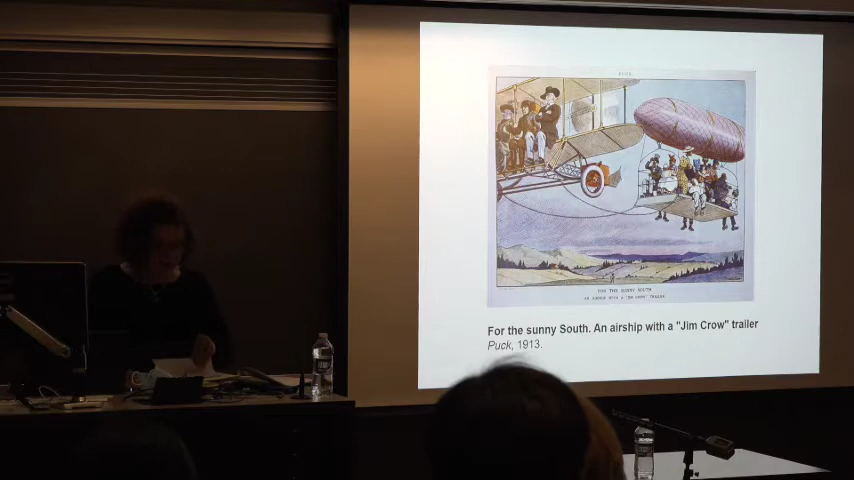 PUCK
FOR THE SUNNY SOUTH
AN AIRSHIP WITH A "JIM CROW" TRAILER
For the sunny South. An airship with a "Jim Crow" trailer
Puck, 1913.